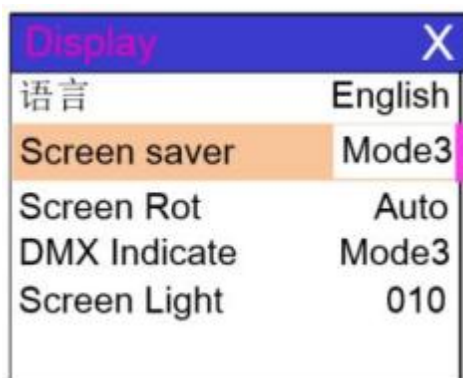 Display X
语言 English
Screen saver Mode3
Screen Rot Auto
DMX Indicate Mode3
Screen Light 010